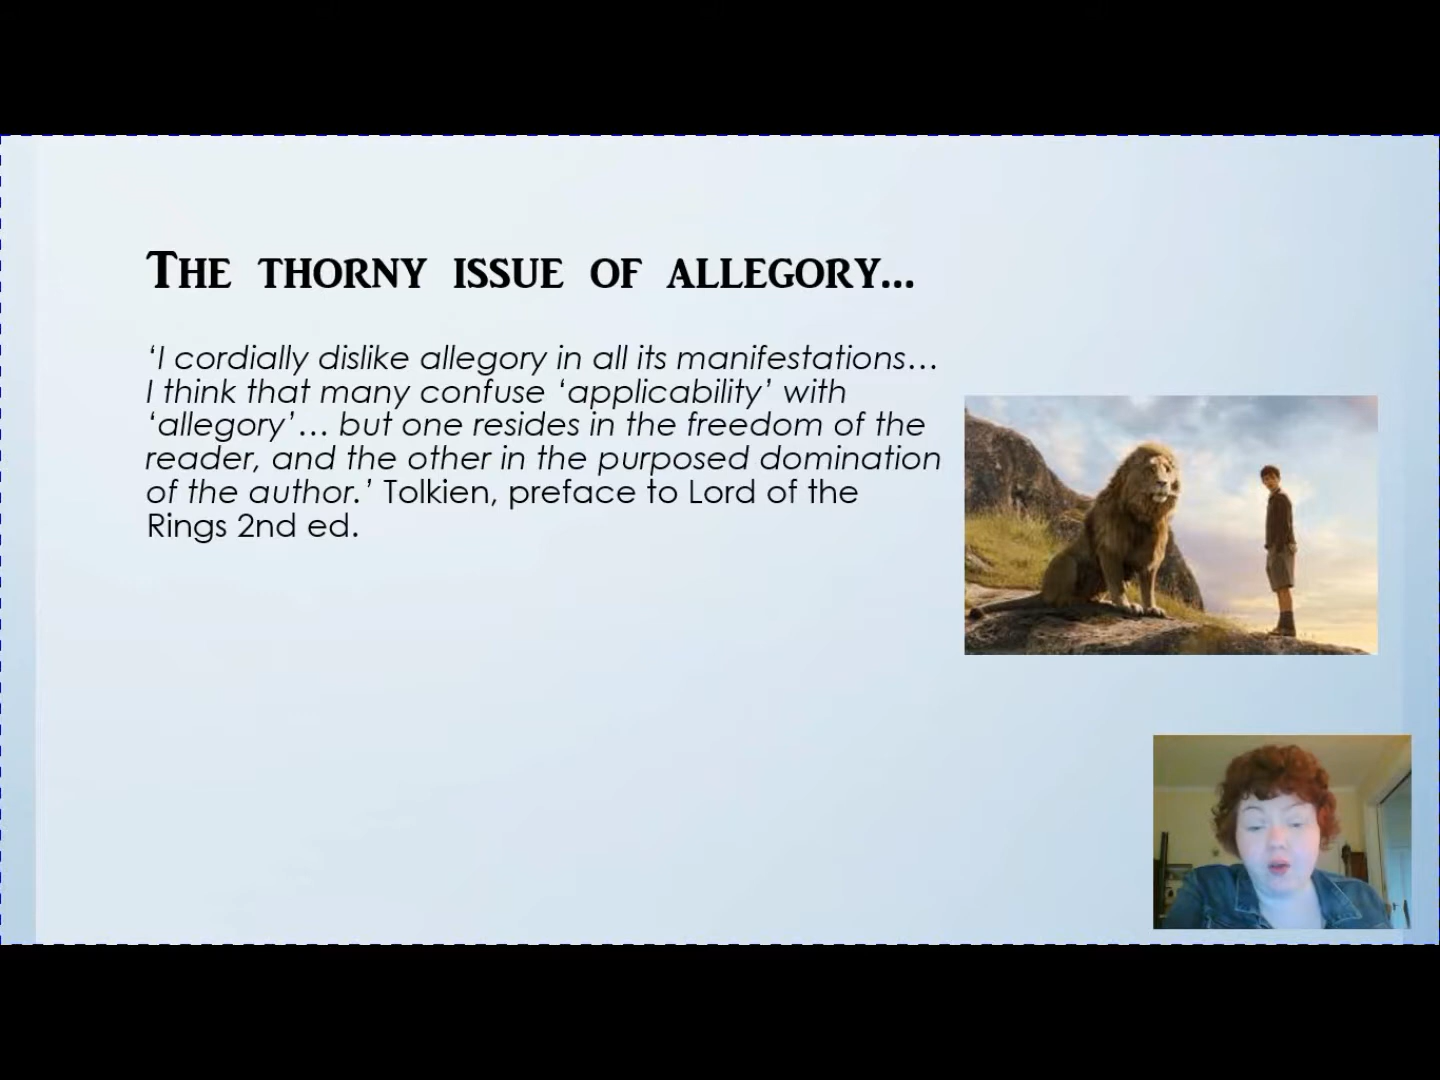 The thorny issue of allegory...
‘I cordially dislike allegory in all its manifestations…
I think that many confuse ‘applicability’ with
‘allegory’… but one resides in the freedom of the
reader, and the other in the purposed domination
of the author.’ Tolkien, preface to Lord of the
Rings 2nd ed.